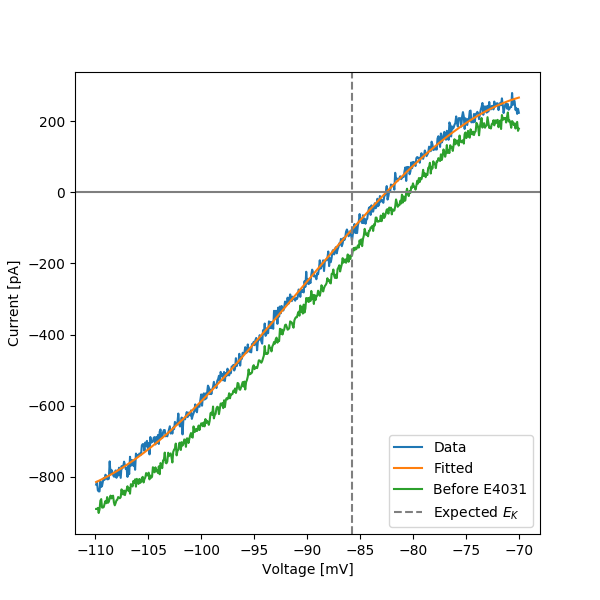 200
0
−200
−400
−600
−800
Current [pA]
−110 −105 −100 −95 −90 −85 −80 −75 −70
Voltage [mV]
Data
Fitted
Before E4031
Expected E_K